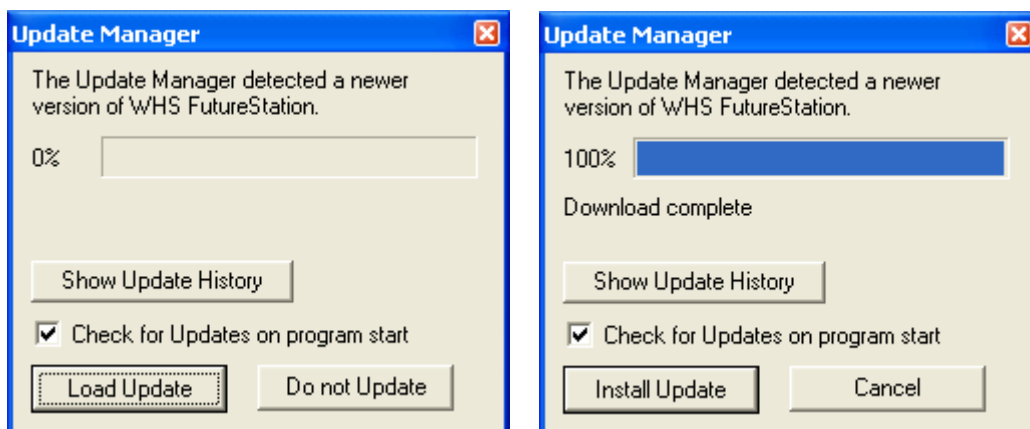 Update Manager
The Update Manager detected a newer
version of WHS FutureStation.
0%
Show Update History
Check for Updates on program start
Load Update
Do not Update
Update Manager
The Update Manager detected a newer
version of WHS FutureStation.
100%
Download complete
Show Update History
Check for Updates on program start
Install Update
Cancel